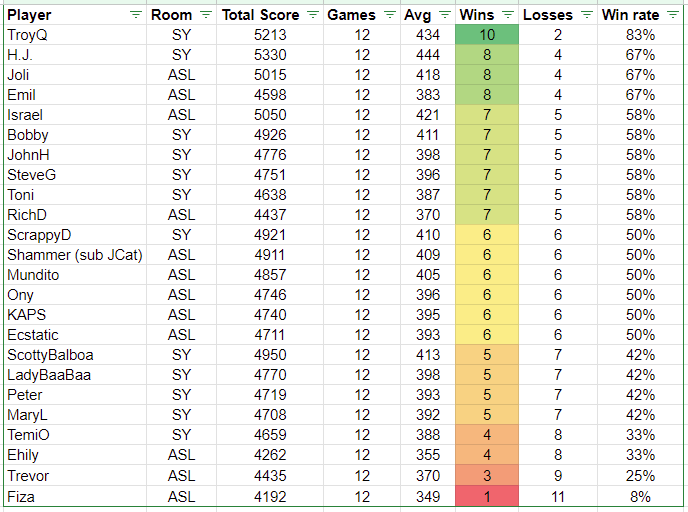 Player Room Total Score Games Avg Wins Losses Win rate
TroyQ SY 5213 12 434 10 2 83%
H.J. SY 5330 12 444 8 4 67%
Joli ASL 5015 12 418 8 4 67%
Emil ASL 4598 12 383 8 4 67%
Israel ASL 5050 12 421 7 5 58%
Bobby SY 4926 12 411 7 5 58%
JohnH SY 4776 12 398 7 5 58%
SteveG SY 4751 12 396 7 5 58%
Toni SY 4638 12 387 7 5 58%
RichD ASL 4437 12 370 7 5 58%
ScrappyD SY 4921 12 410 6 6 50%
Shammer (sub JCat) ASL 4911 12 409 6 6 50%
Mundito ASL 4857 12 405 6 6 50%
Ony ASL 4746 12 396 6 6 50%
KAPS ASL 4740 12 395 6 6 50%
Ecstatic ASL 4711 12 393 6 6 50%
ScottyBalboa SY 4950 12 413 5 7 42%
LadyBaaBaa SY 4770 12 398 5 7 42%
Peter SY 4719 12 393 5 7 42%
MaryL SY 4708 12 392 5 7 42%
TemiO SY 4659 12 388 4 8 33%
Ehily ASL 4262 12 355 4 8 33%
Trevor ASL 4435 12 370 3 9 25%
Fiza ASL 4192 12 349 1 11 8%